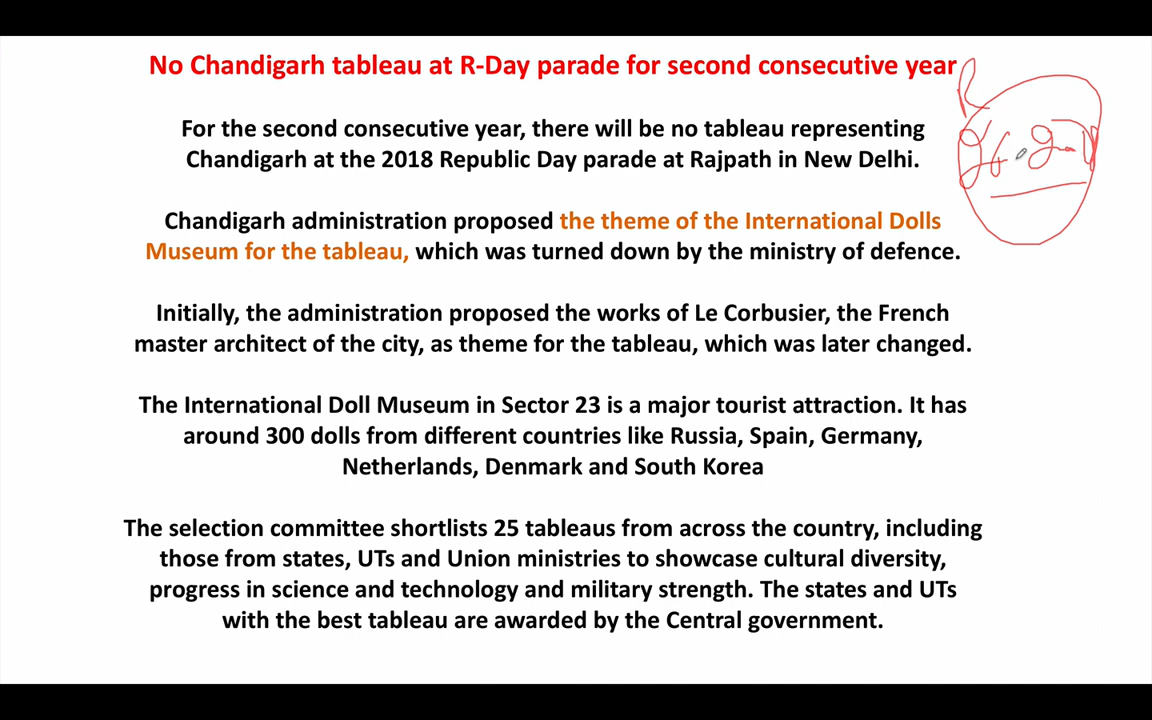 No Chandigarh tableau at R-Day parade for second consecutive year
For the second consecutive year, there will be no tableau representing
Chandigarh at the 2018 Republic Day parade at Rajpath in New Delhi.
Chandigarh administration proposed the theme of the International Dolls
Museum for the tableau, which was turned down by the ministry of defence.
Initially, the administration proposed the works of Le Corbusier, the French
master architect of the city, as theme for the tableau, which was later changed.
The International Doll Museum in Sector 23 is a major tourist attraction. It has
around 300 dolls from different countries like Russia, Spain, Germany,
Netherlands, Denmark and South Korea
The selection committee shortlists 25 tableaus from across the country, including
those from states, UTs and Union ministries to showcase cultural diversity,
progress in science and technology and military strength. The states and UTs
with the best tableau are awarded by the Central government.